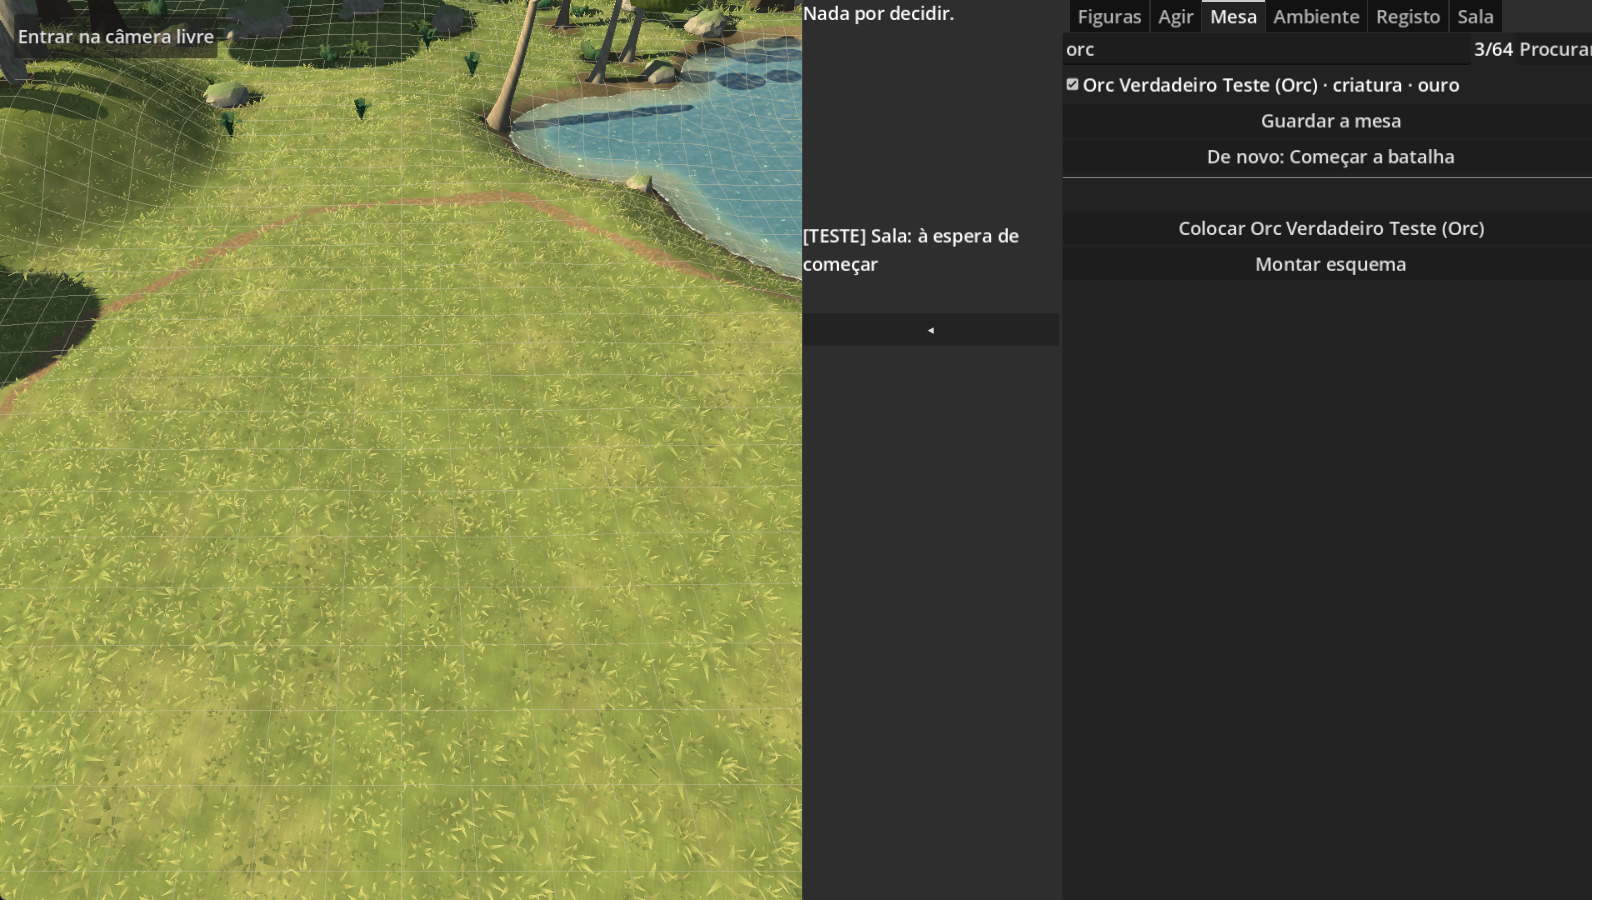 Entrar na câmera livre
Nada por decidir.
[TESTE] Sala: à espera de
começar
Figuras Agir Mesa Ambiente Registo Sala
orc 3/64
Orc Verdadeiro Teste (Orc) · criatura · ouro
Guardar a mesa
De novo: Começar a batalha
Colocar Orc Verdadeiro Teste (Orc)
Montar esquema